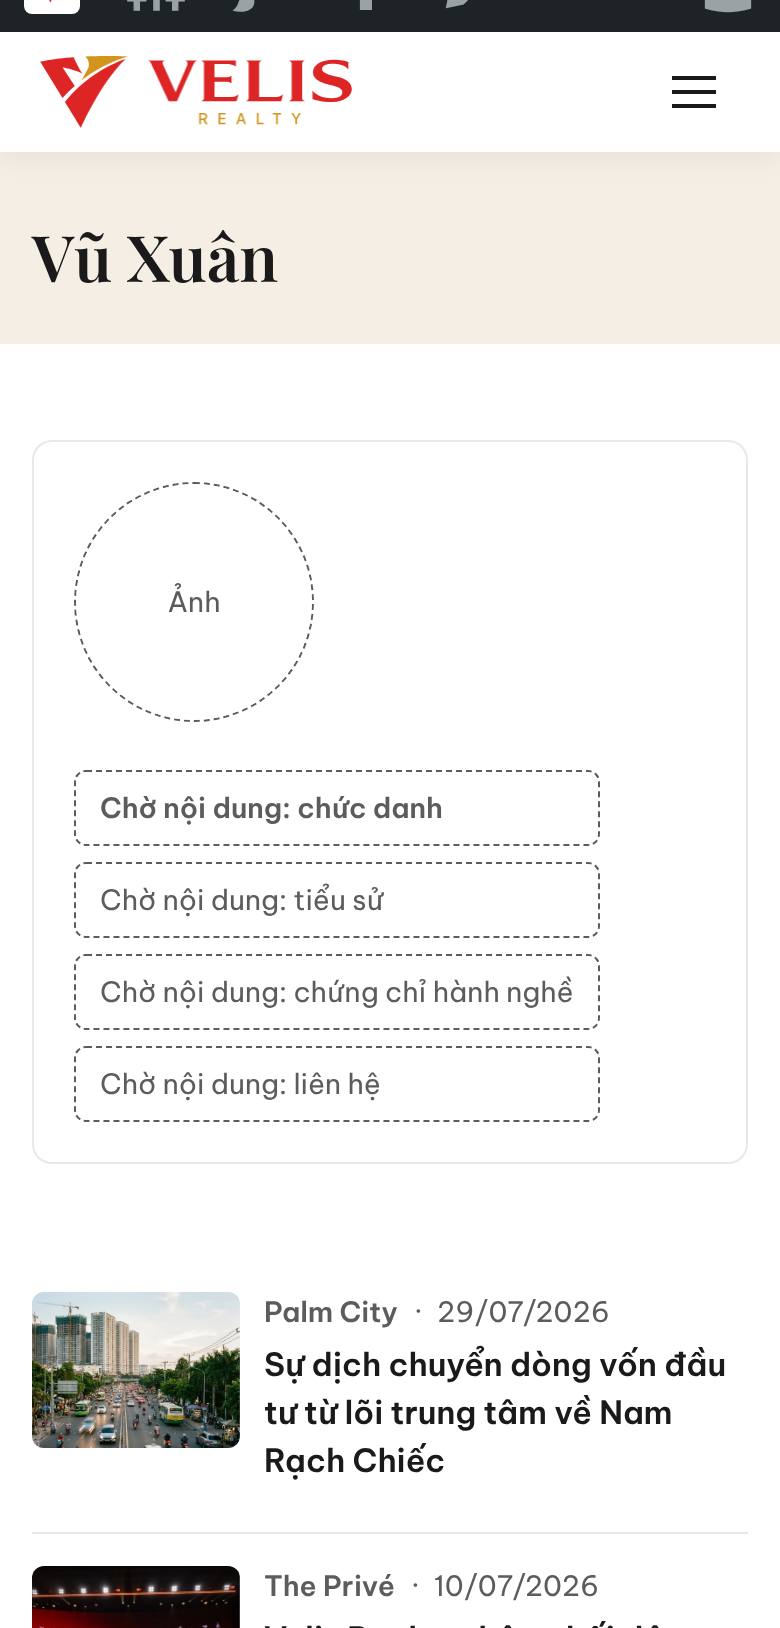 VELIS
REALTY
Vũ Xuân
Ảnh
Chờ nội dung: chức danh
Chờ nội dung: tiểu sử
Chờ nội dung: chứng chỉ hành nghề
Chờ nội dung: liên hệ
Palm City · 29/07/2026
Sự dịch chuyển dòng vốn đầu
tư từ lõi trung tâm về Nam
Rạch Chiếc
The Privé · 10/07/2026